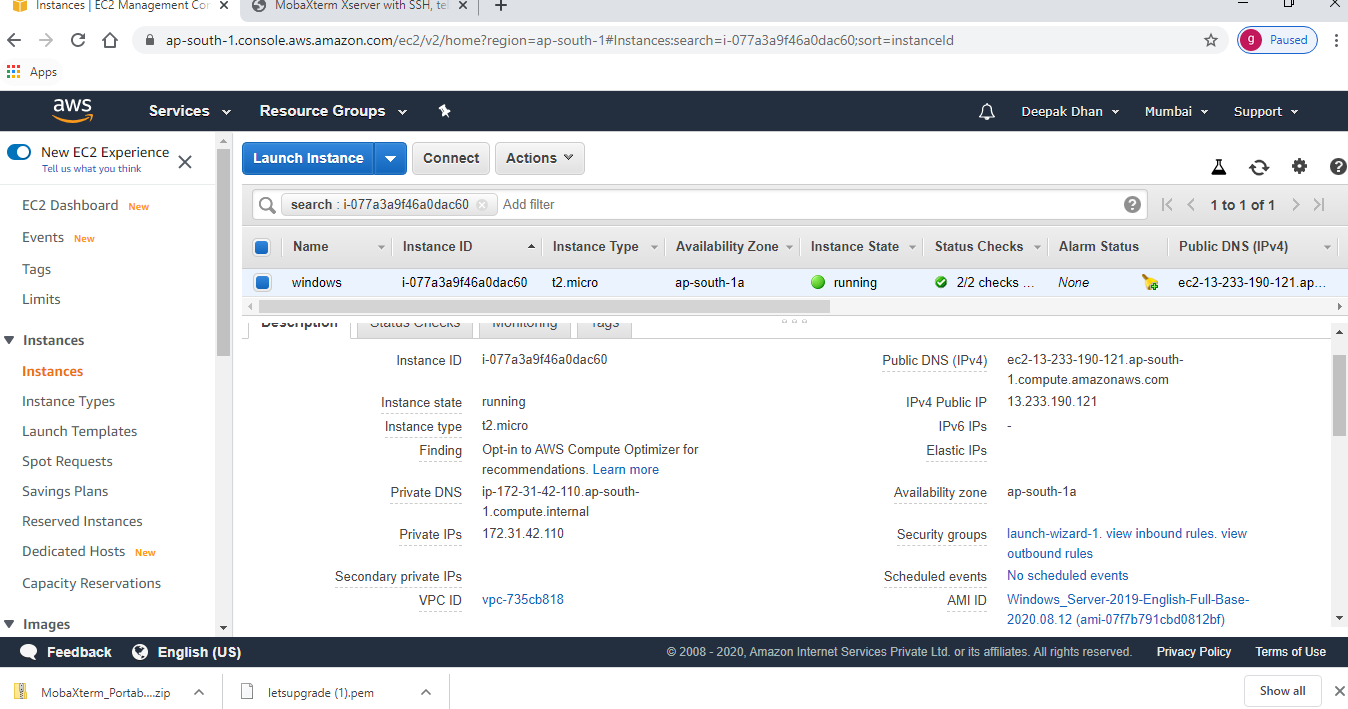 Instances | EC2 Management Con
MobaXterm Xserver with SSH, tel
ap-south-1.console.aws.amazon.com/ec2/v2/home?region=ap-south-1#Instances:search=i-077a3a9f46a0dac60;sort=instanceId
g Paused
Apps
aws Services Resource Groups Deepak Dhan Mumbai Support
New EC2 Experience
Tell us what you think
EC2 Dashboard New
Events New
Tags
Limits
Instances
Instances
Instance Types
Launch Templates
Spot Requests
Savings Plans
Reserved Instances
Dedicated Hosts New
Capacity Reservations
Images
Launch Instance Connect Actions
search : i-077a3a9f46a0dac60 Add filter 1 to 1 of 1
Name Instance ID Instance Type Availability Zone Instance State Status Checks Alarm Status Public DNS (IPv4)
windows i-077a3a9f46a0dac60 t2.micro ap-south-1a running 2/2 checks ... None ec2-13-233-190-121.ap...
Description Status Checks Monitoring Tags
Instance ID i-077a3a9f46a0dac60
Instance state running
Instance type t2.micro
Finding Opt-in to AWS Compute Optimizer for
recommendations. Learn more
Private DNS ip-172-31-42-110.ap-south-
1.compute.internal
Private IPs 172.31.42.110
Secondary private IPs
VPC ID vpc-735cb818
Public DNS (IPv4) ec2-13-233-190-121.ap-south-
1.compute.amazonaws.com
IPv4 Public IP 13.233.190.121
IPv6 IPs -
Elastic IPs
Availability zone ap-south-1a
Security groups launch-wizard-1. view inbound rules. view
outbound rules
Scheduled events No scheduled events
AMI ID Windows_Server-2019-English-Full-Base-
2020.08.12 (ami-07f7b791cbd0812bf)
Feedback English (US) © 2008 - 2020, Amazon Internet Services Private Ltd. or its affiliates. All rights reserved. Privacy Policy Terms of Use
MobaXterm_Portab....zip letsupgrade (1).pem Show all